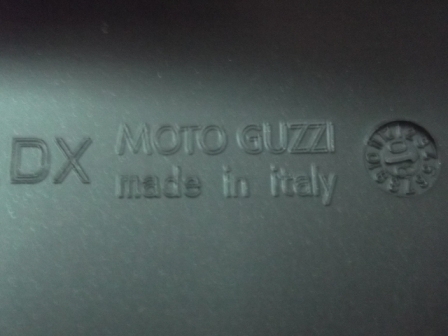 DX MOTO GUZZI
made in italy